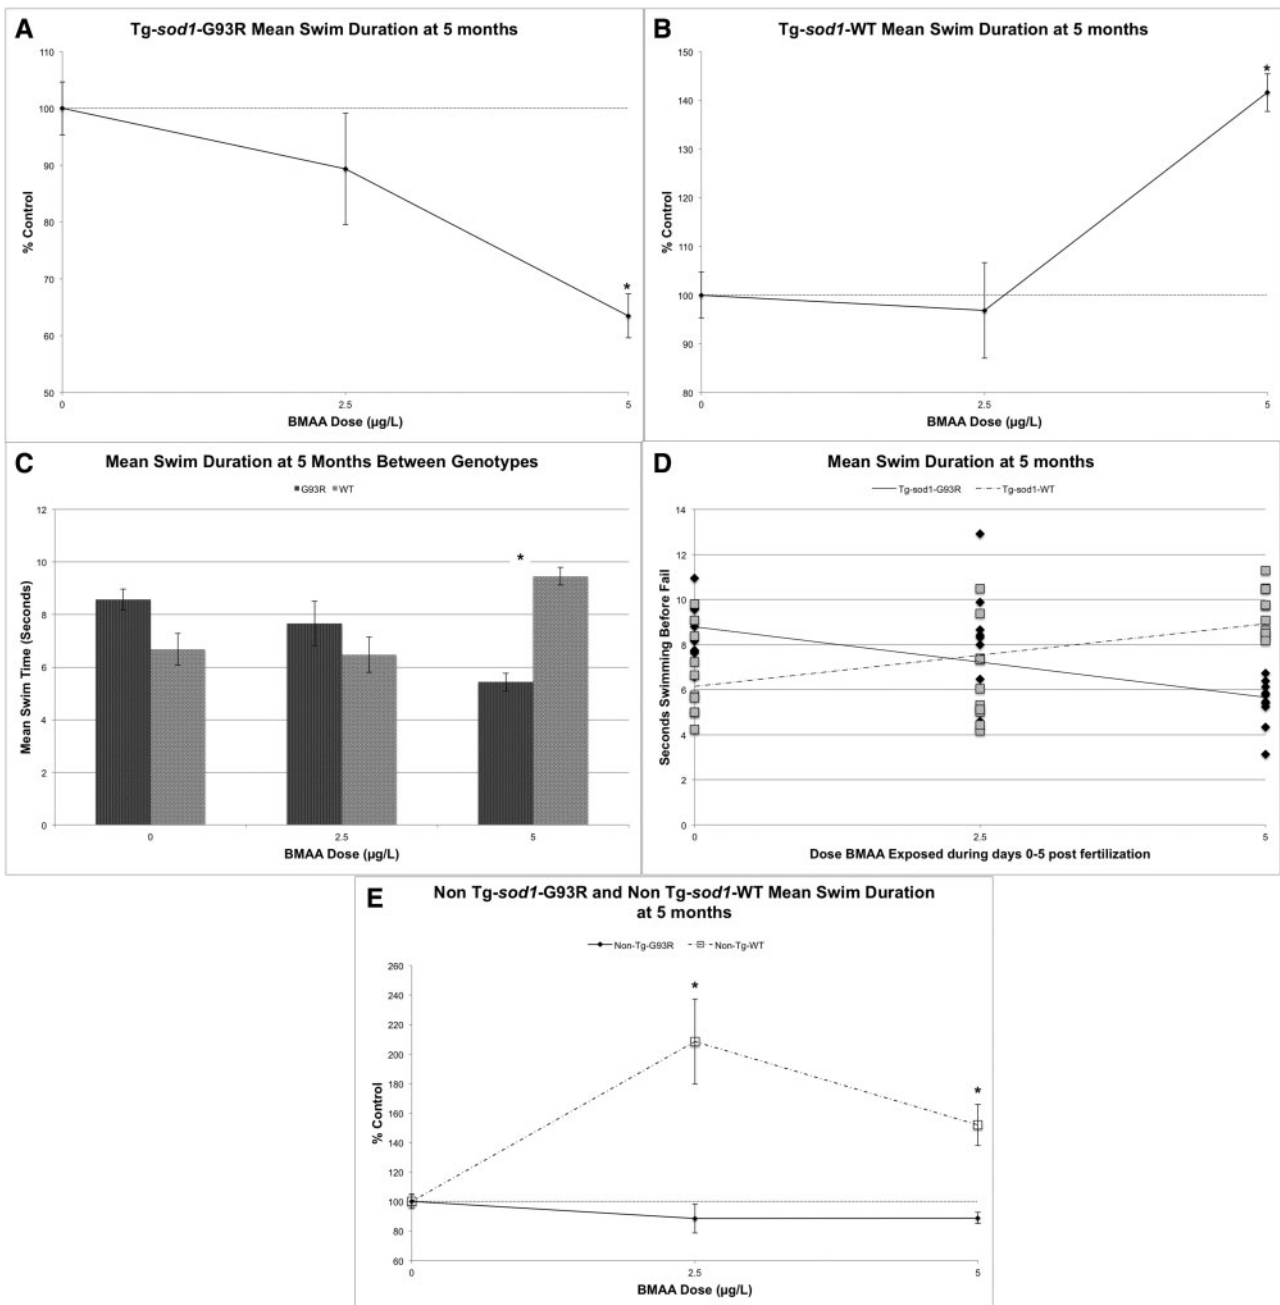 A
Tg-sod1-G93R Mean Swim Duration at 5 months
110
100
90
80
70
60
50
% Control
*
0
2.5
5
BMAA Dose (µg/L)
B
Tg-sod1-WT Mean Swim Duration at 5 months
150
140
130
120
110
100
90
80
% Control
*
0
2.5
5
BMAA Dose (µg/L)
C
Mean Swim Duration at 5 Months Between Genotypes
G93R WT
12
10
8
6
4
2
0
Mean Swim Time (Seconds)
*
0
2.5
5
BMAA Dose (µg/L)
D
Mean Swim Duration at 5 months
Tg-sod1-G93R Tg-sod1-WT
14
12
10
8
6
4
2
0
Seconds Swimming Before Fail
0
2.5
5
Dose BMAA Exposed during days 0-5 post fertilization
E
Non Tg-sod1-G93R and Non Tg-sod1-WT Mean Swim Duration
at 5 months
Non-Tg-G93R Non-Tg-WT
260
240
220
200
180
160
140
120
100
80
60
% Control
*
*
0
2.5
5
BMAA Dose (µg/L)